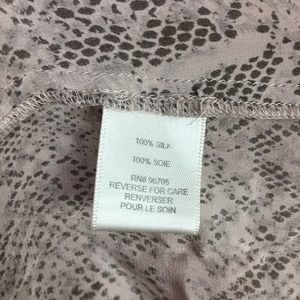 100% SILK
100% SOIE
RN# 96705
REVERSE FOR CARE
RENVERSER
POUR LE SOIN